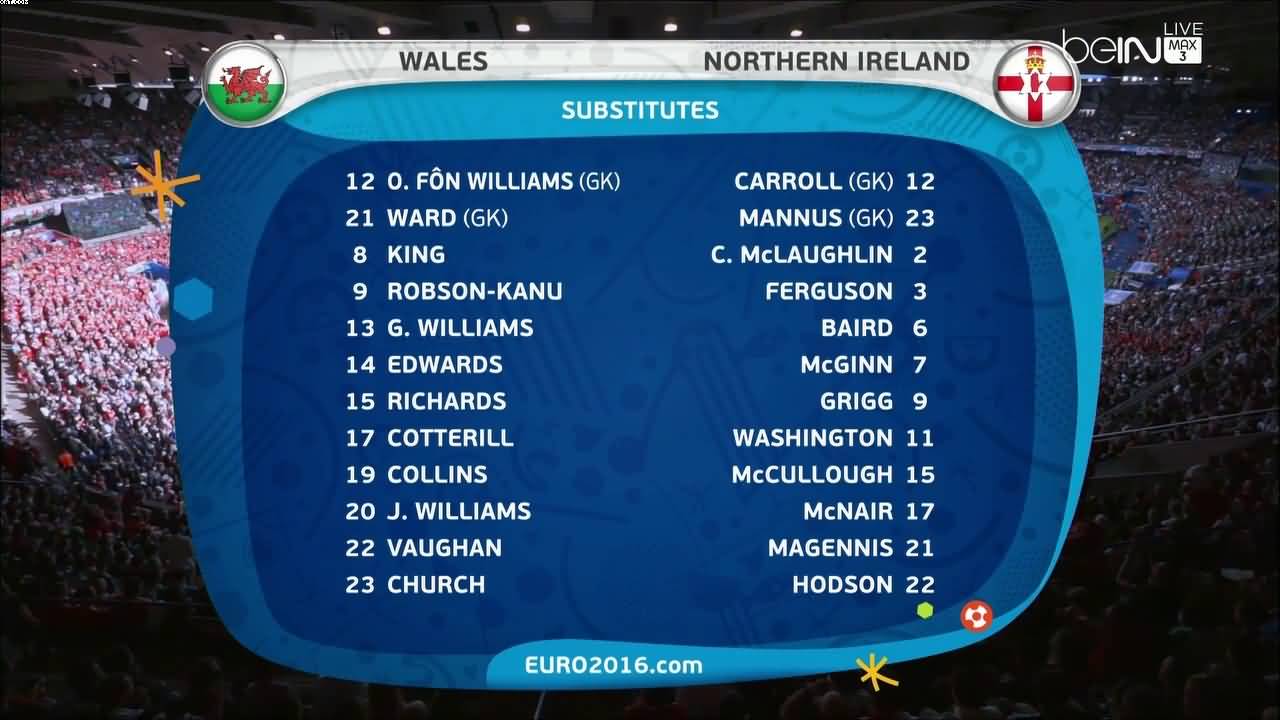 WALES NORTHERN IRELAND
LIVE
beIN MAX
3
SUBSTITUTES
12 O. FÔN WILLIAMS (GK) CARROLL (GK) 12
21 WARD (GK) MANNUS (GK) 23
8 KING C. McLAUGHLIN 2
9 ROBSON-KANU FERGUSON 3
13 G. WILLIAMS BAIRD 6
14 EDWARDS McGINN 7
15 RICHARDS GRIGG 9
17 COTTERILL WASHINGTON 11
19 COLLINS McCULLOUGH 15
20 J. WILLIAMS McNAIR 17
22 VAUGHAN MAGENNIS 21
23 CHURCH HODSON 22
EURO2016.com